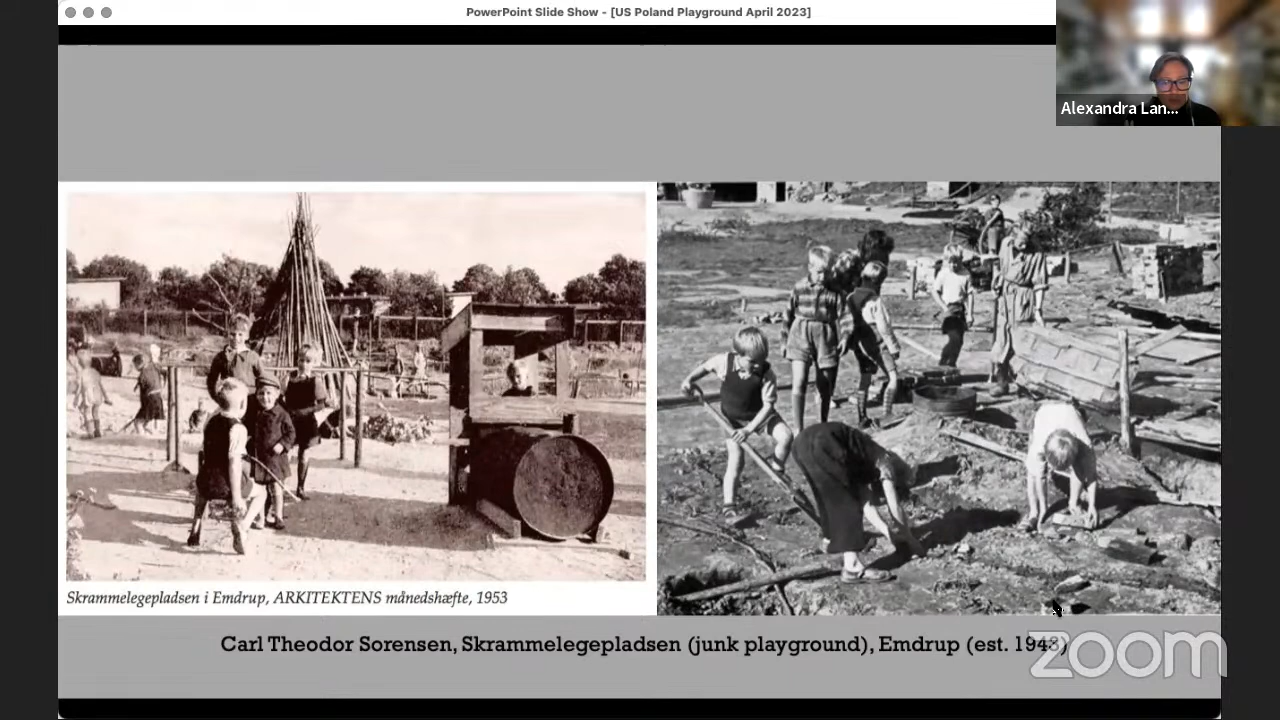 PowerPoint Slide Show - [US Poland Playground April 2023]
Alexandra Lan...
Skrammelegepladsen i Emdrup, ARKITEKTENS månedshæfte, 1953
Carl Theodor Sorensen, Skrammelegepladsen (junk playground), Emdrup (est. 1943)
zoom